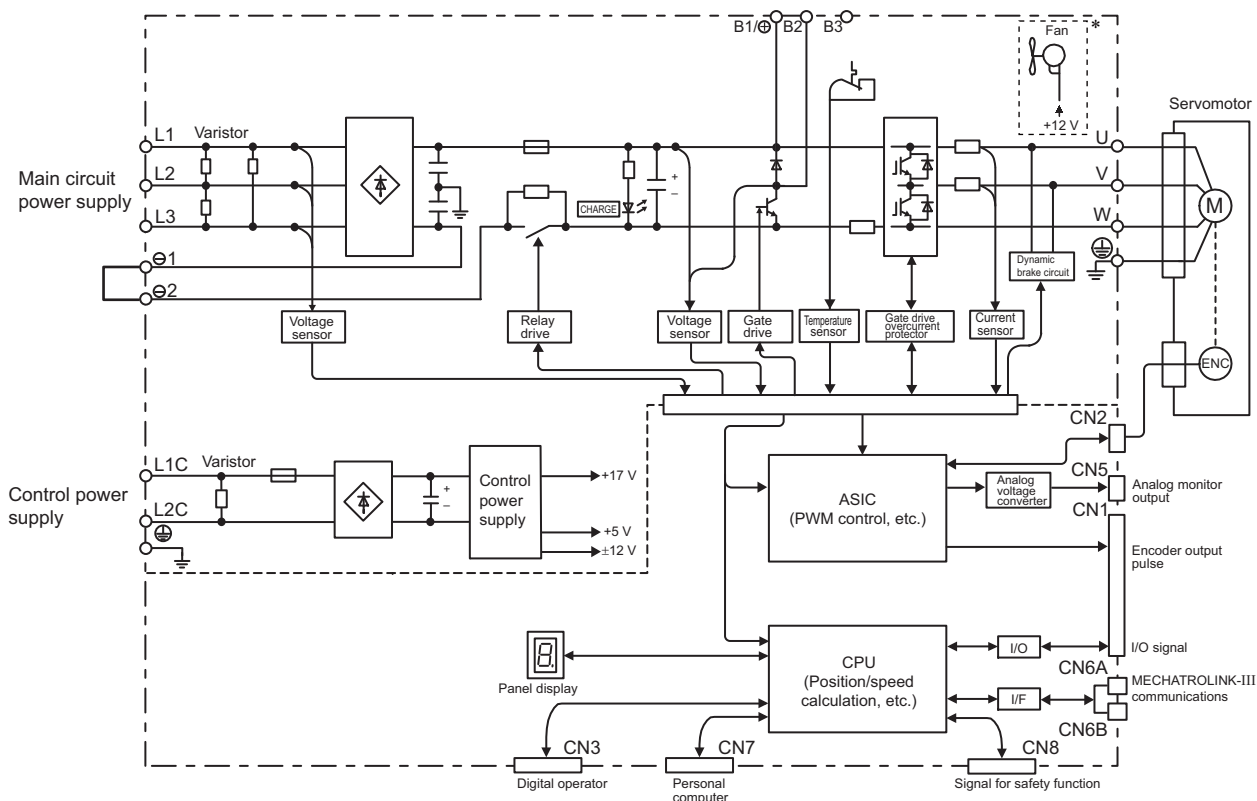 B1/⊕ B2 B3
Fan
*
+12 V
Servomotor
Main circuit
power supply
L1
L2
L3
Varistor
⊖1
⊖2
CHARGE
+
–
U
V
W
M
Dynamic
brake circuit
Voltage
sensor
Relay
drive
Voltage
sensor
Gate
drive
Temperature
sensor
Gate drive
overcurrent
protector
Current
sensor
ENC
Control power
supply
L1C
L2C
Varistor
+
–
Control
power
supply
+17 V
+5 V
±12 V
ASIC
(PWM control, etc.)
Analog
voltage
converter
CN2
CN5
Analog monitor
output
CN1
Encoder output
pulse
I/O signal
CPU
(Position/speed
calculation, etc.)
I/O
I/F
CN6A
MECHATROLINK-III
communications
CN6B
8.
Panel display
CN3
Digital operator
CN7
Personal
computer
CN8
Signal for safety function